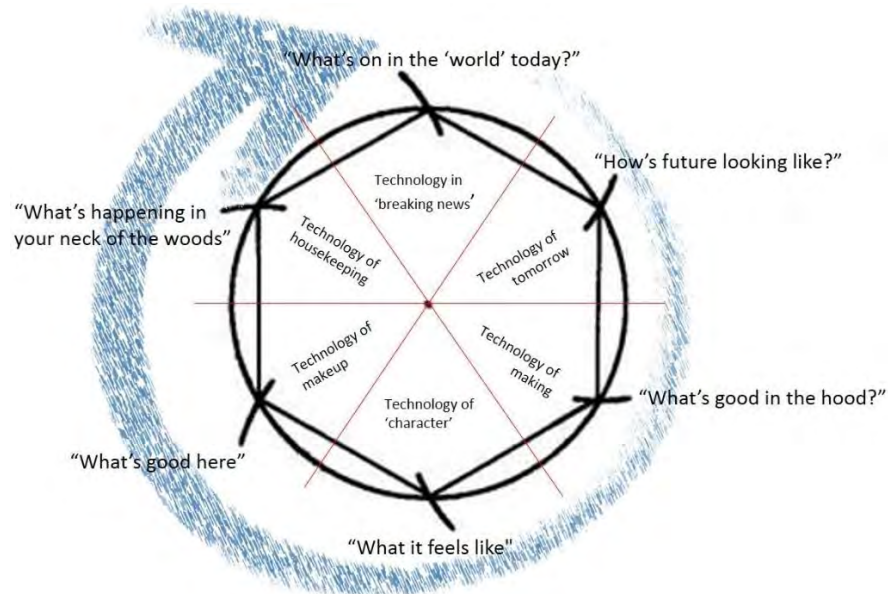 “What’s on in the ‘world’ today?”
“How’s future looking like?”
Technology in
‘breaking news’
“What’s happening in
your neck of the woods”
Technology of
housekeeping
Technology of
tomorrow
Technology of
makeup
Technology of
making
Technology of
‘character’
“What’s good in the hood?”
“What’s good here”
“What it feels like"